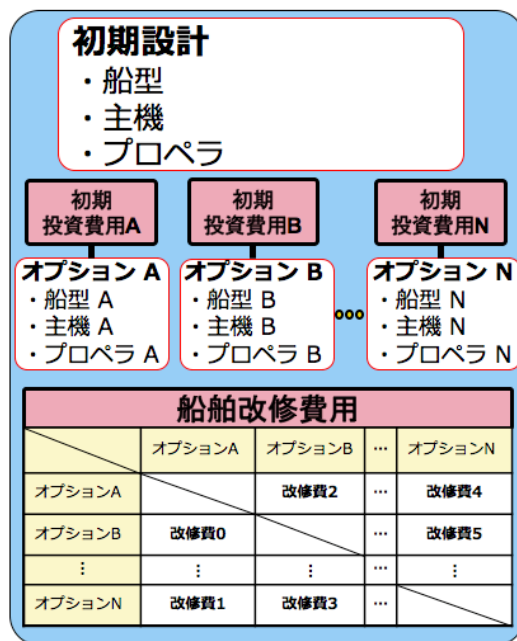 初期設計
・船型
・主機
・プロペラ
初期
投資費用A
初期
投資費用B
初期
投資費用N
オプション A
・船型 A
・主機 A
・プロペラ A
オプション B
・船型 B
・主機 B
・プロペラ B
オプション N
・船型 N
・主機 N
・プロペラ N
船舶改修費用
オプションA オプションB … オプションN
オプションA 改修費2 … 改修費4
オプションB 改修費0 … 改修費5
⋮ ⋮ ⋮ … ⋮
オプションN 改修費1 改修費3 …